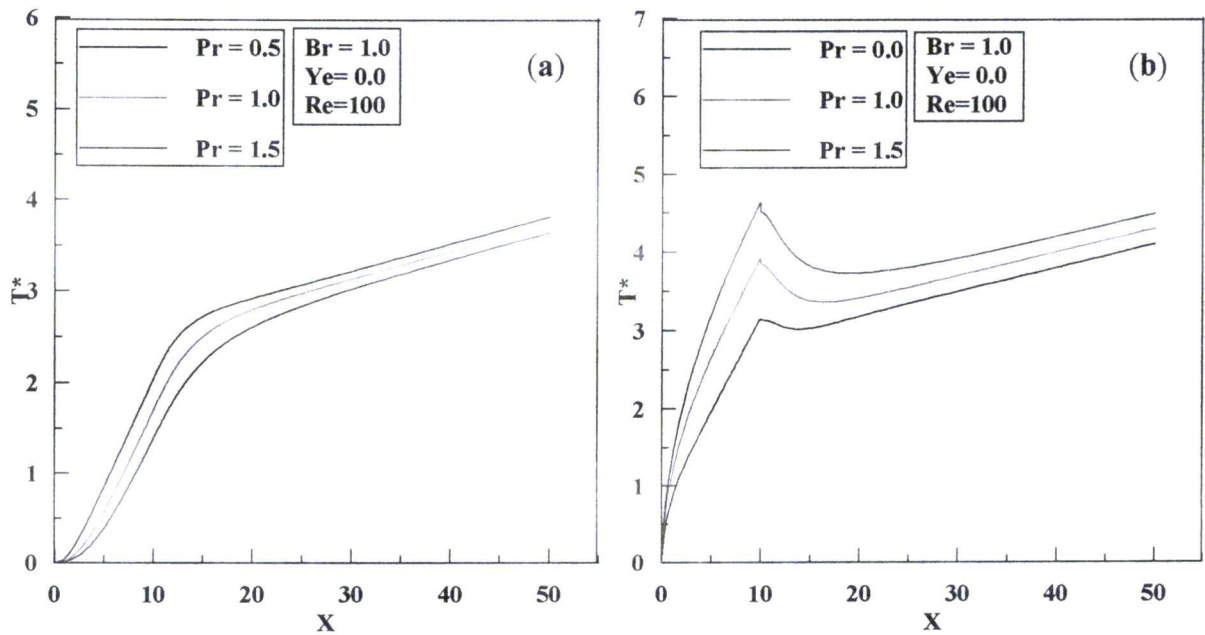 6
5
4
3
2
1
0
T*
Pr = 0.5
Pr = 1.0
Pr = 1.5
Br = 1.0
Ye= 0.0
Re=100
(a)
0 10 20 30 40 50
X
7
6
5
4
3
2
1
0
T*
Pr = 0.0
Pr = 1.0
Pr = 1.5
Br = 1.0
Ye= 0.0
Re=100
(b)
0 10 20 30 40 50
X